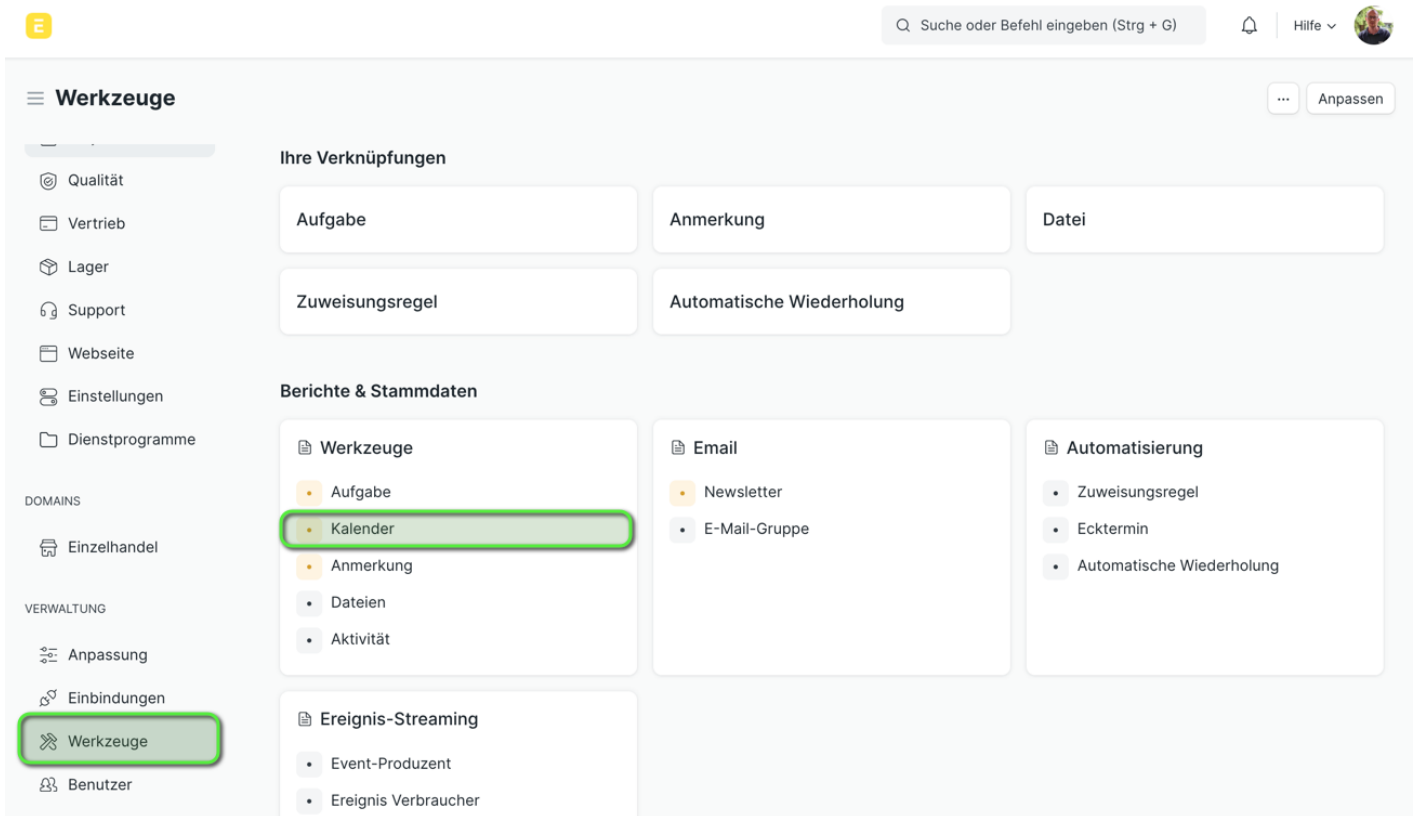 E
Suche oder Befehl eingeben (Strg + G)
Hilfe
Werkzeuge
...
Anpassen
Qualität
Vertrieb
Lager
Support
Webseite
Einstellungen
Dienstprogramme
DOMAINS
Einzelhandel
VERWALTUNG
Anpassung
Einbindungen
Werkzeuge
Benutzer
Ihre Verknüpfungen
Aufgabe
Anmerkung
Datei
Zuweisungsregel
Automatische Wiederholung
Berichte & Stammdaten
Werkzeuge
Aufgabe
Kalender
Anmerkung
Dateien
Aktivität
Email
Newsletter
E-Mail-Gruppe
Automatisierung
Zuweisungsregel
Ecktermin
Automatische Wiederholung
Ereignis-Streaming
Event-Produzent
Ereignis Verbraucher